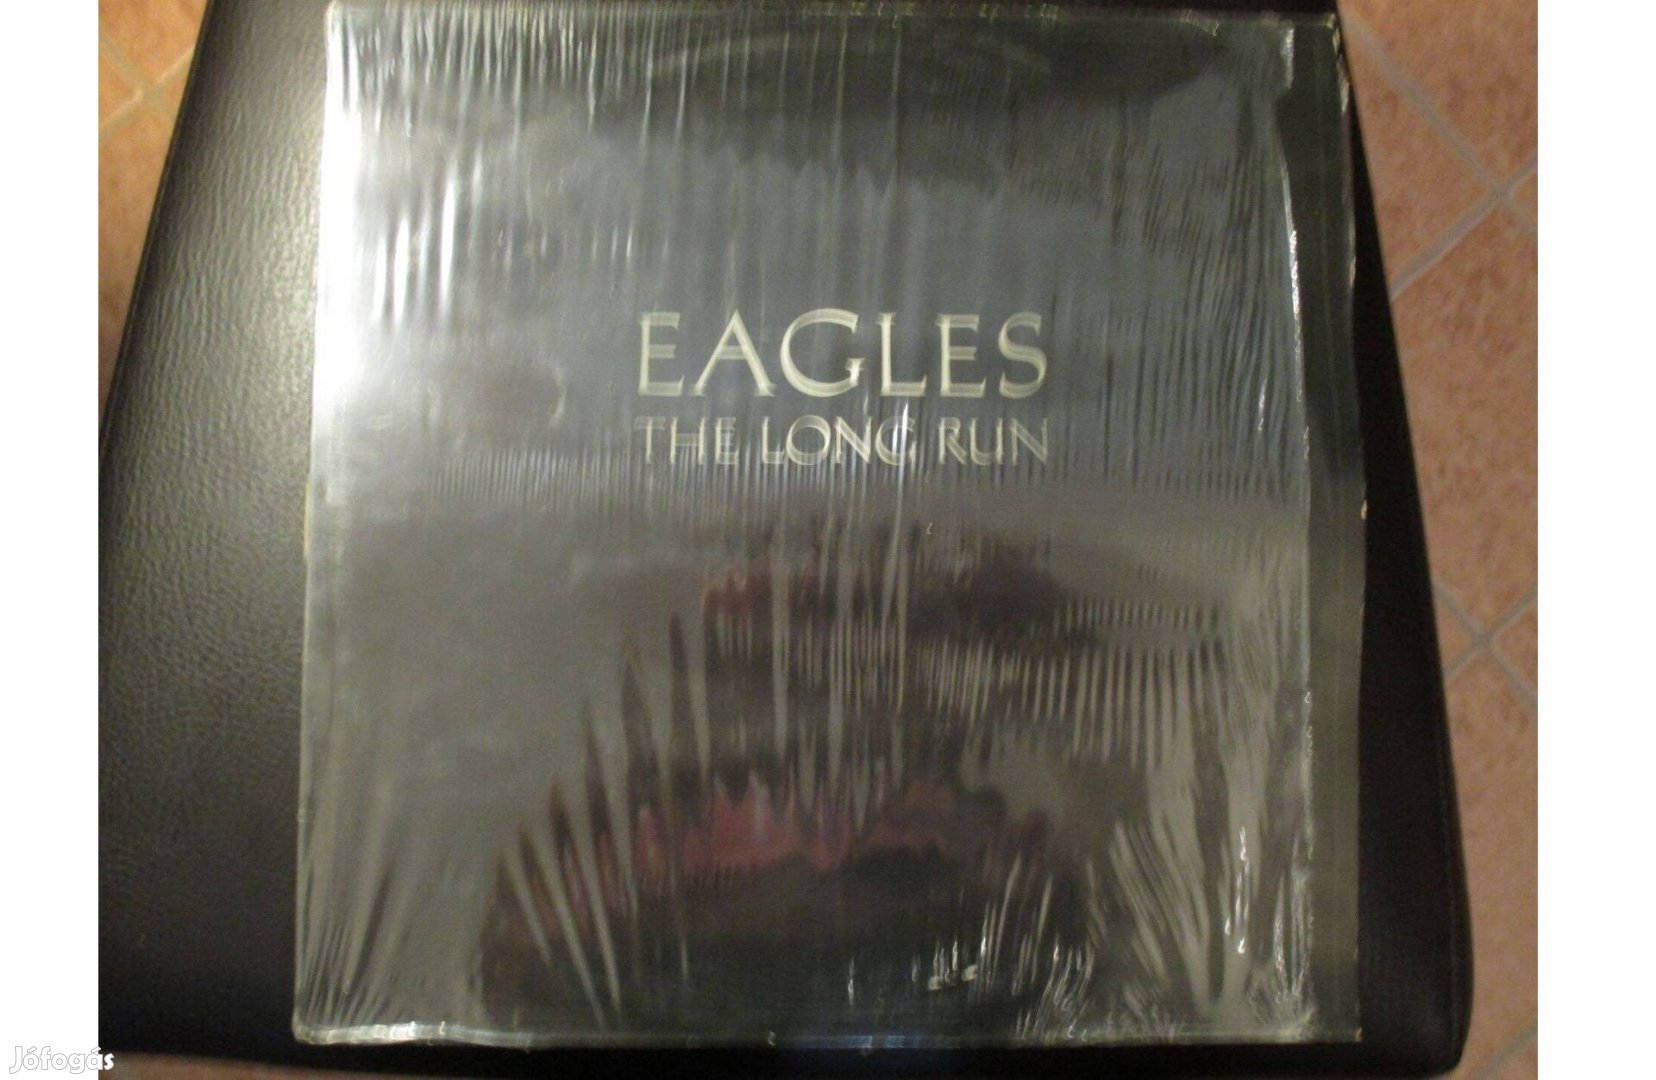 EAGLES
THE LONG RUN
Jófogás